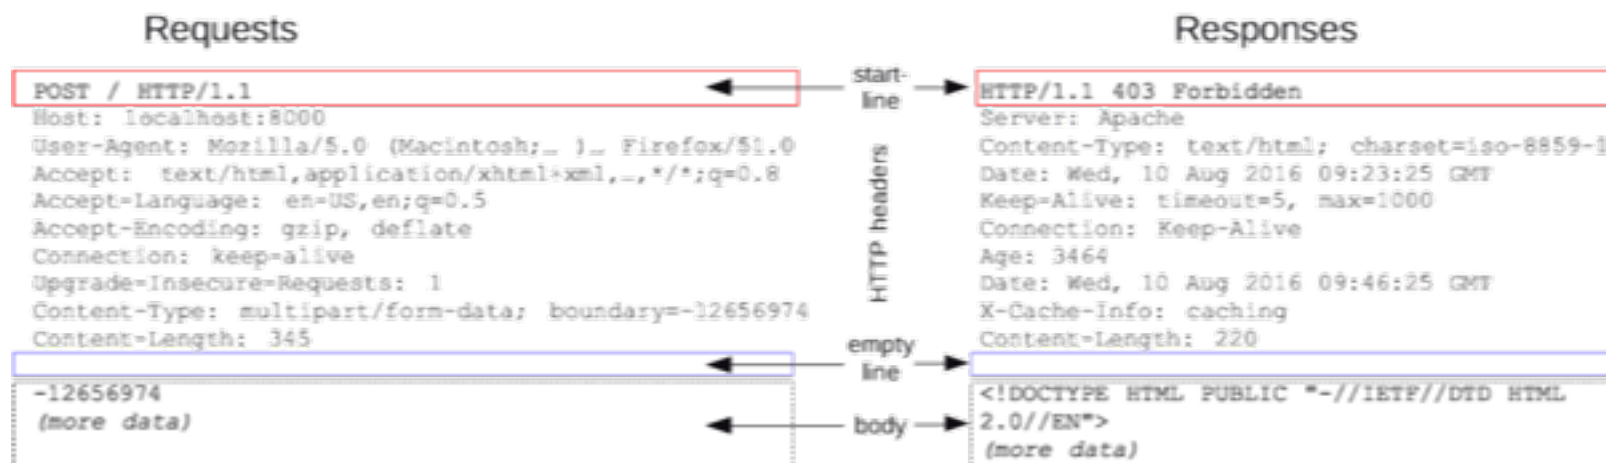 Requests
POST / HTTP/1.1
Host: localhost:8000
User-Agent: Mozilla/5.0 (Macintosh;… )… Firefox/51.0
Accept: text/html,application/xhtml+xml,…,*/*;q=0.8
Accept-Language: en-US,en;q=0.5
Accept-Encoding: gzip, deflate
Connection: keep-alive
Upgrade-Insecure-Requests: 1
Content-Type: multipart/form-data; boundary=-12656974
Content-Length: 345
-12656974
(more data)
start-
line
HTTP headers
empty
line
body
Responses
HTTP/1.1 403 Forbidden
Server: Apache
Content-Type: text/html; charset=iso-8859-1
Date: Wed, 10 Aug 2016 09:23:25 GMT
Keep-Alive: timeout=5, max=1000
Connection: Keep-Alive
Age: 3464
Date: Wed, 10 Aug 2016 09:46:25 GMT
X-Cache-Info: caching
Content-Length: 220
<!DOCTYPE HTML PUBLIC "-//IETF//DTD HTML
2.0//EN">
(more data)